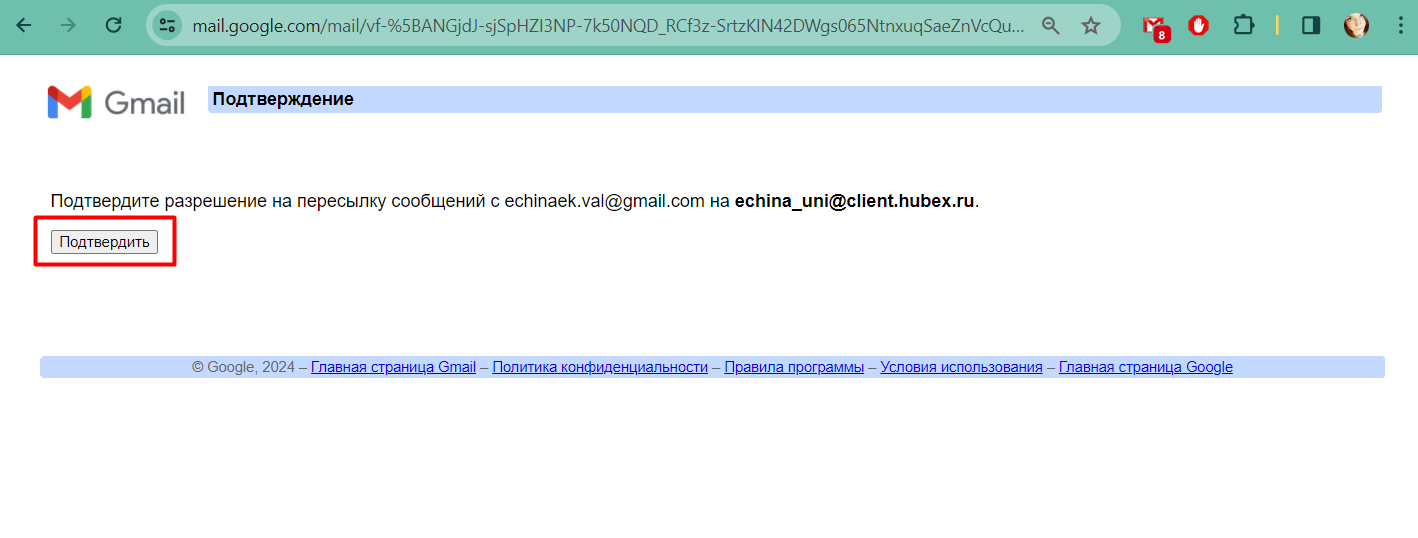 mail.google.com/mail/vf-%5BANGjdJ-sjSpHZI3NP-7k50NQD_RCf3z-SrtzKIN42DWgs065NtnxuqSaeZnVcQu...
8
Gmail
Подтверждение
Подтвердите разрешение на пересылку сообщений с echinaek.val@gmail.com на echina_uni@client.hubex.ru.
Подтвердить
© Google, 2024 – Главная страница Gmail – Политика конфиденциальности – Правила программы – Условия использования – Главная страница Google